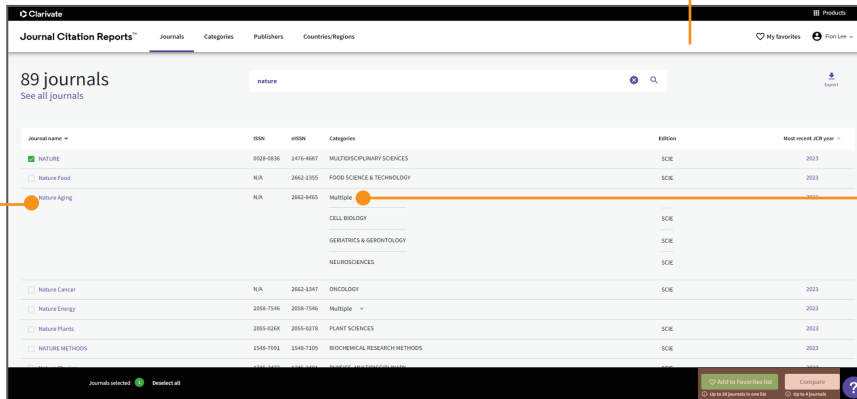 Clarivate
Products
Journal Citation Reports™ Journals Categories Publishers Countries/Regions My favorites Fion Lee
89 journals
nature
Export
See all journals
Journal name ISSN eISSN Categories Edition Most recent JCR year
NATURE 0028-0836 1476-4687 MULTIDISCIPLINARY SCIENCES SCIE 2023
Nature Food N/A 2662-1355 FOOD SCIENCE & TECHNOLOGY SCIE 2023
Nature Aging N/A 2662-8465 Multiple 2023
CELL BIOLOGY SCIE
GERIATRICS & GERONTOLOGY SCIE
NEUROSCIENCES SCIE
Nature Cancer N/A 2662-1347 ONCOLOGY SCIE 2023
Nature Energy 2058-7546 2058-7546 Multiple 2023
Nature Plants 2055-026X 2055-0278 PLANT SCIENCES SCIE 2023
NATURE METHODS 1548-7091 1548-7105 BIOCHEMICAL RESEARCH METHODS SCIE 2023
Journals selected 1 Deselect all
Add to Favorites list Compare ?
Up to 30 journals in one list Up to 4 journals